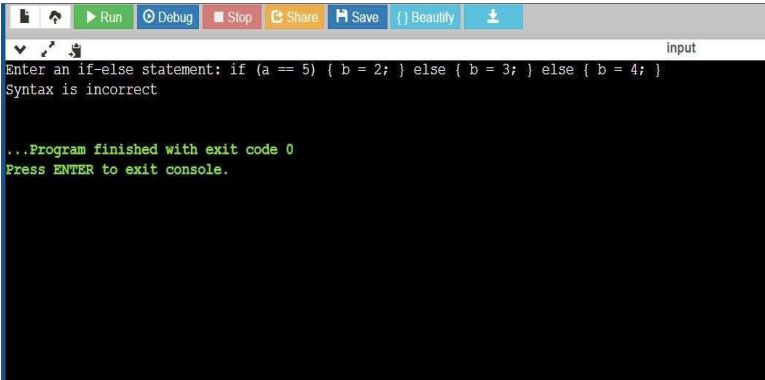 Run Debug Stop Share Save {} Beautify
input
Enter an if-else statement: if (a == 5) { b = 2; } else { b = 3; } else { b = 4; }
Syntax is incorrect
...Program finished with exit code 0
Press ENTER to exit console.